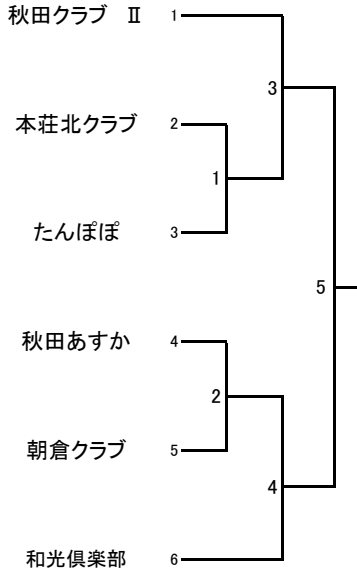 秋田クラブ　Ⅱ 1
3
本荘北クラブ 2
1
たんぽぽ 3
5
秋田あすか 4
2
朝倉クラブ 5
4
和光倶楽部 6